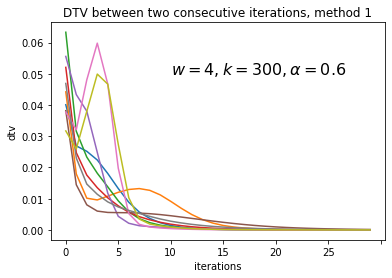 DTV between two consecutive iterations, method 1
0.06
0.05
0.04
0.03
0.02
0.01
0.00
dtv
w = 4, k = 300, α = 0.6
0 5 10 15 20 25
iterations